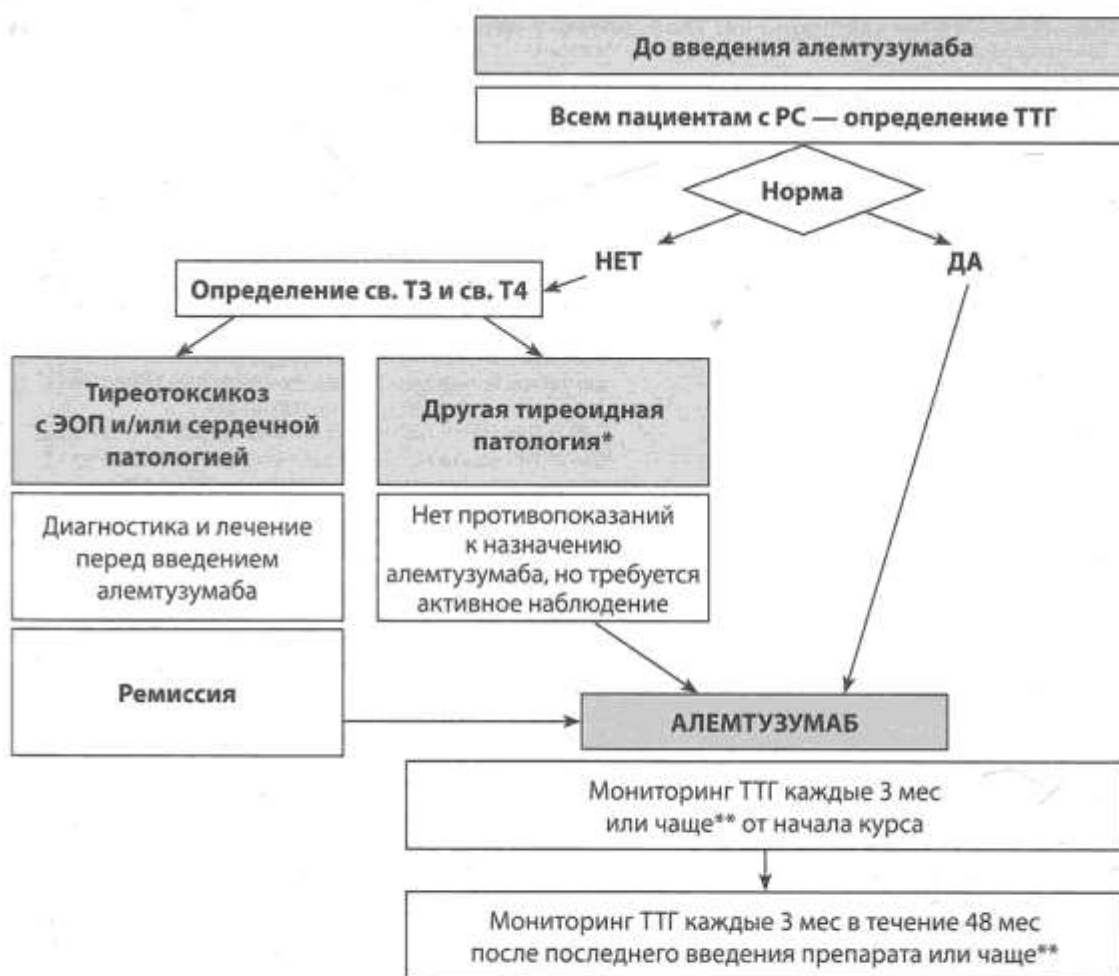 До введения алемтузумаба
Всем пациентам с РС — определение ТТГ
Норма
НЕТ
ДА
Определение св. Т3 и св. Т4
Тиреотоксикоз
с ЭОП и/или сердечной
патологией
Другая тиреоидная
патология*
Диагностика и лечение
перед введением
алемтузумаба
Нет противопоказаний
к назначению
алемтузумаба, но требуется
активное наблюдение
Ремиссия
АЛЕМТУЗУМАБ
Мониторинг ТТГ каждые 3 мес
или чаще** от начала курса
Мониторинг ТТГ каждые 3 мес в течение 48 мес
после последнего введения препарата или чаще**